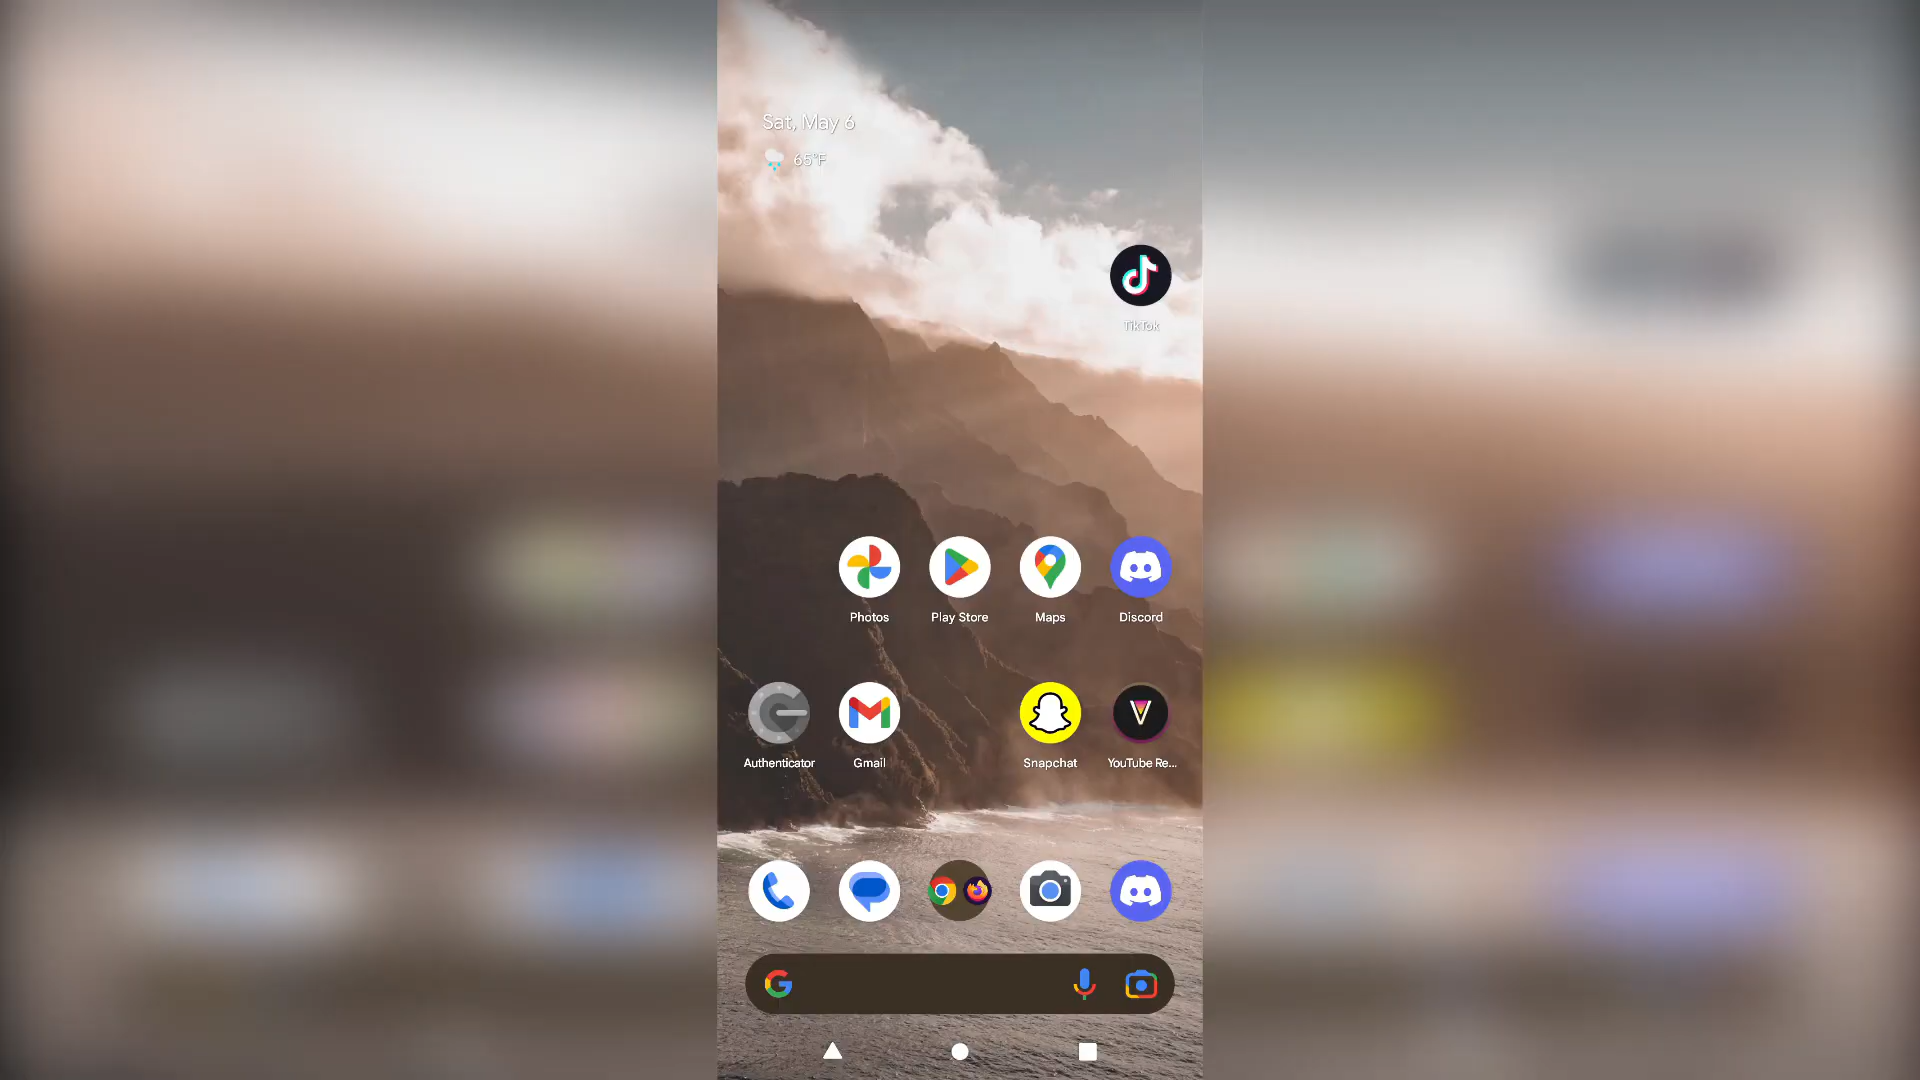 Sat, May 6
65°F
TikTok
Photos
Play Store
Maps
Discord
Authenticator
Gmail
Snapchat
YouTube Re...